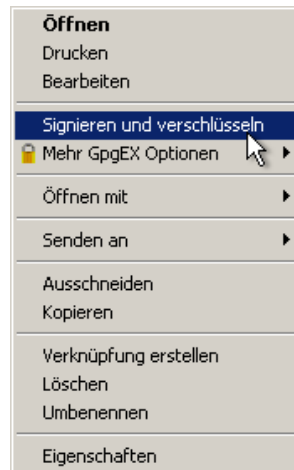 Öffnen
Drucken
Bearbeiten
Signieren und verschlüsseln
Mehr GpgEX Optionen
Öffnen mit
Senden an
Ausschneiden
Kopieren
Verknüpfung erstellen
Löschen
Umbenennen
Eigenschaften